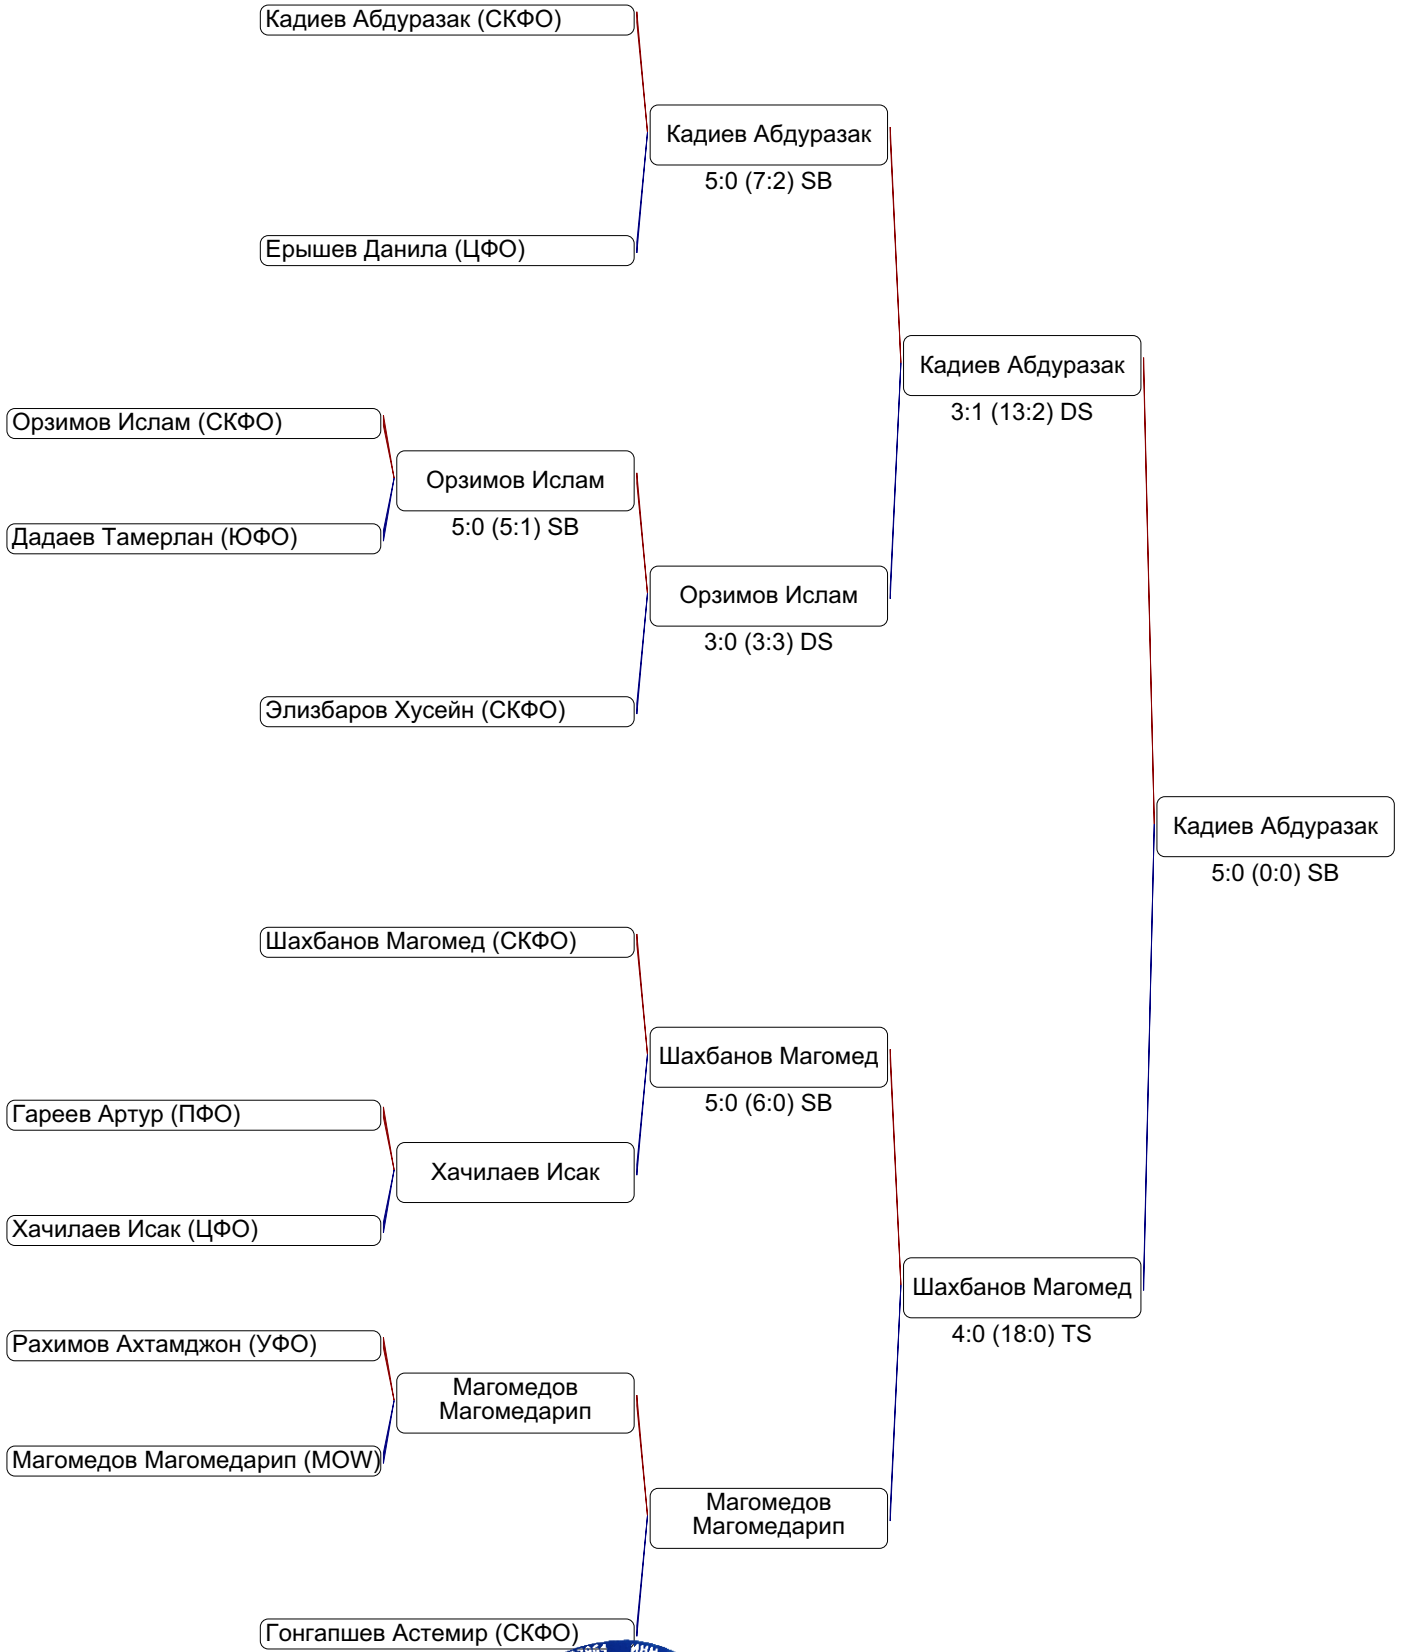 Кадиев Абдуразак (СКФО)
Кадиев Абдуразак
5:0 (7:2) SB
Ерышев Данила (ЦФО)
Кадиев Абдуразак
3:1 (13:2) DS
Орзимов Ислам (СКФО)
Орзимов Ислам
5:0 (5:1) SB
Дадаев Тамерлан (ЮФО)
Орзимов Ислам
3:0 (3:3) DS
Элизбаров Хусейн (СКФО)
Кадиев Абдуразак
5:0 (0:0) SB
Шахбанов Магомед (СКФО)
Шахбанов Магомед
5:0 (6:0) SB
Гареев Артур (ПФО)
Хачилаев Исак
Хачилаев Исак (ЦФО)
Шахбанов Магомед
4:0 (18:0) TS
Рахимов Ахтамджон (УФО)
Магомедов
Магомедарип
Магомедов Магомедарип (MOW)
Магомедов
Магомедарип
Гонгапшев Астемир (СКФО)